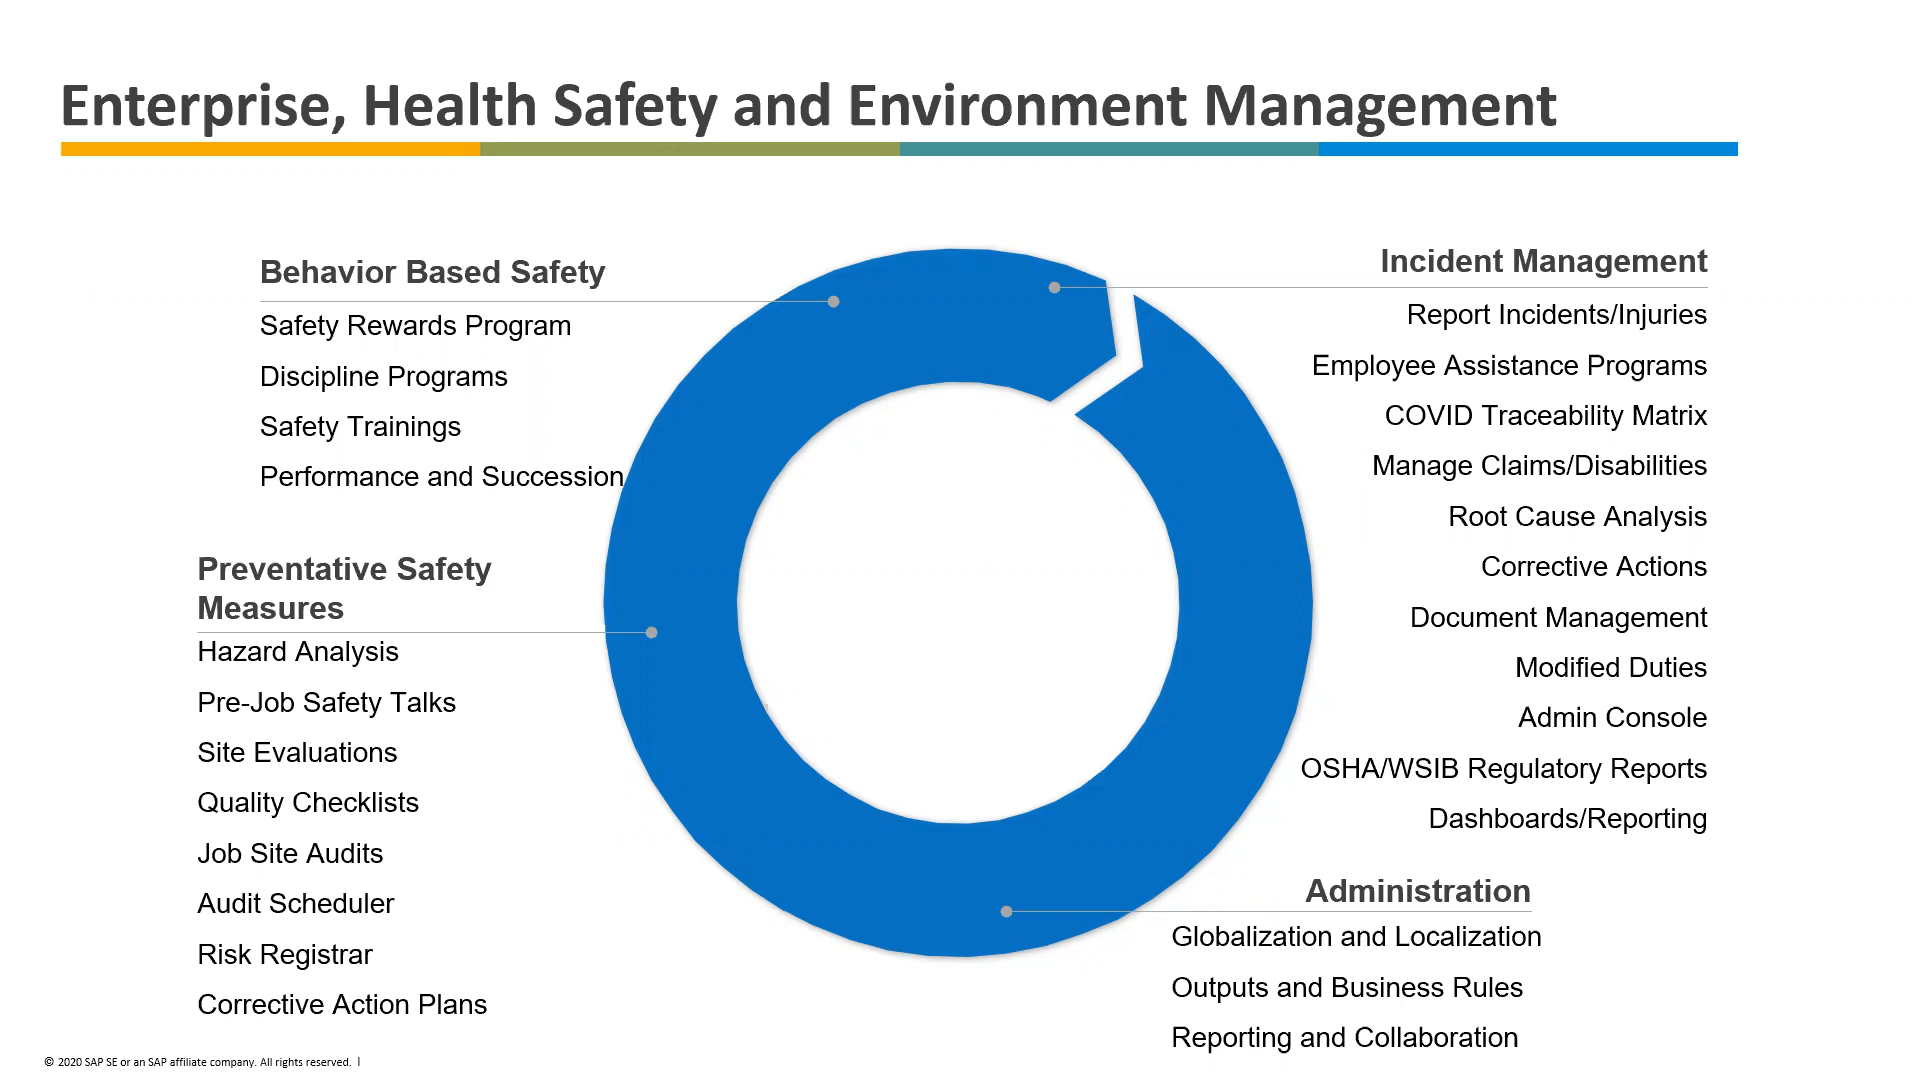 Enterprise, Health Safety and Environment Management
Behavior Based Safety
Safety Rewards Program
Discipline Programs
Safety Trainings
Performance and Succession
Preventative Safety
Measures
Hazard Analysis
Pre-Job Safety Talks
Site Evaluations
Quality Checklists
Job Site Audits
Audit Scheduler
Risk Registrar
Corrective Action Plans
Incident Management
Report Incidents/Injuries
Employee Assistance Programs
COVID Traceability Matrix
Manage Claims/Disabilities
Root Cause Analysis
Corrective Actions
Document Management
Modified Duties
Admin Console
OSHA/WSIB Regulatory Reports
Dashboards/Reporting
Administration
Globalization and Localization
Outputs and Business Rules
Reporting and Collaboration
© 2020 SAP SE or an SAP affiliate company. All rights reserved. |